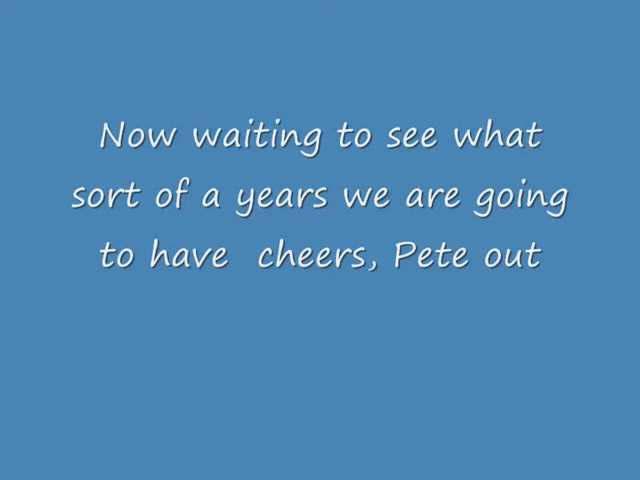 Now waiting to see what
sort of a years we are going
to have  cheers, Pete out